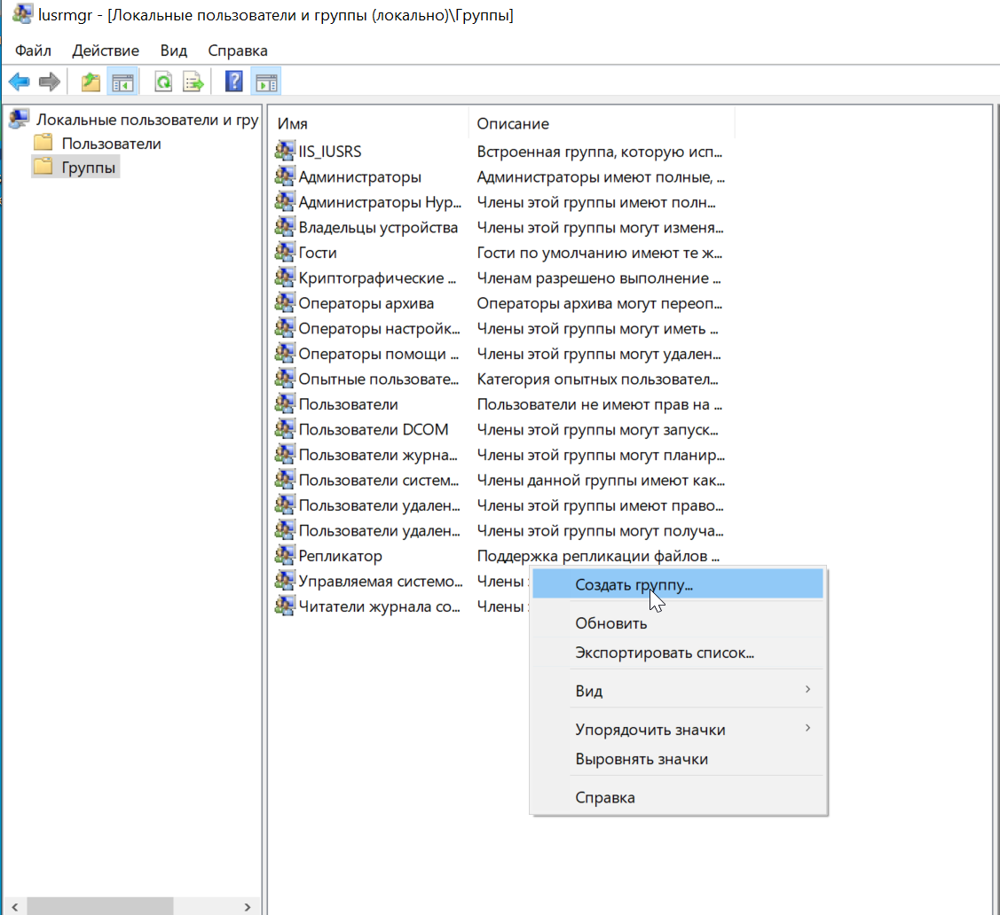 lusrmgr - [Локальные пользователи и группы (локально)\Группы]
Файл Действие Вид Справка
Локальные пользователи и гру
Пользователи
Группы
Имя Описание
IIS_IUSRS Встроенная группа, которую исп...
Администраторы Администраторы имеют полные, ...
Администраторы Hyp... Члены этой группы имеют полн...
Владельцы устройства Члены этой группы могут изменя...
Гости Гости по умолчанию имеют те ж...
Криптографические ... Членам разрешено выполнение ...
Операторы архива Операторы архива могут переоп...
Операторы настройк... Члены этой группы могут иметь ...
Операторы помощи ... Члены этой группы могут удален...
Опытные пользовате... Категория опытных пользовател...
Пользователи Пользователи не имеют прав на ...
Пользователи DCOM Члены этой группы могут запуск...
Пользователи журна... Члены этой группы могут планир...
Пользователи систем... Члены данной группы имеют как...
Пользователи удален... Члены этой группы имеют право...
Пользователи удален... Члены этой группы могут получа...
Репликатор Поддержка репликации файлов ...
Управляемая системо... Члены
Читатели журнала со... Члены
Создать группу...
Обновить
Экспортировать список...
Вид
Упорядочить значки
Выровнять значки
Справка